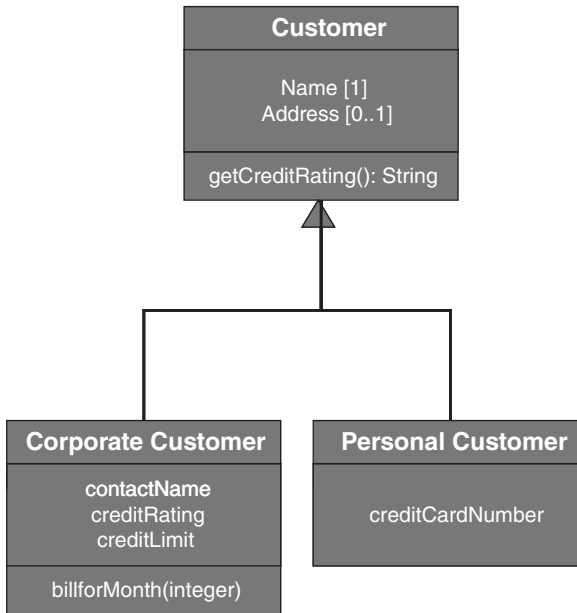 Customer
Name [1]
Address [0..1]
getCreditRating(): String
Corporate Customer
contactName
creditRating
creditLimit
billforMonth(integer)
Personal Customer
creditCardNumber